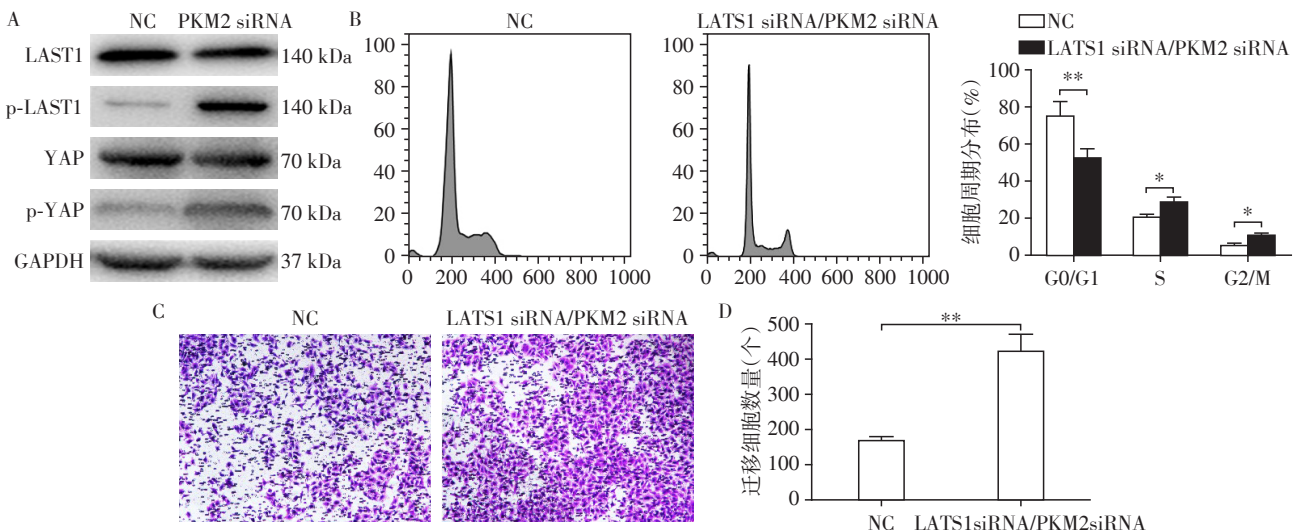 A
NC PKM2 siRNA
LAST1 140 kDa
p-LAST1 140 kDa
YAP 70 kDa
p-YAP 70 kDa
GAPDH 37 kDa
B
NC
100
80
60
40
20
0
0 200 400 600 800 1000
LATS1 siRNA/PKM2 siRNA
100
80
60
40
20
0
0 200 400 600 800 1000
NC
LATS1 siRNA/PKM2 siRNA
细胞周期分布(%)
100
80
60
40
20
0
**
*
*
G0/G1 S G2/M
C
NC
LATS1 siRNA/PKM2 siRNA
D
迁移细胞数量(个)
500
400
300
200
100
0
**
NC LATS1siRNA/PKM2siRNA